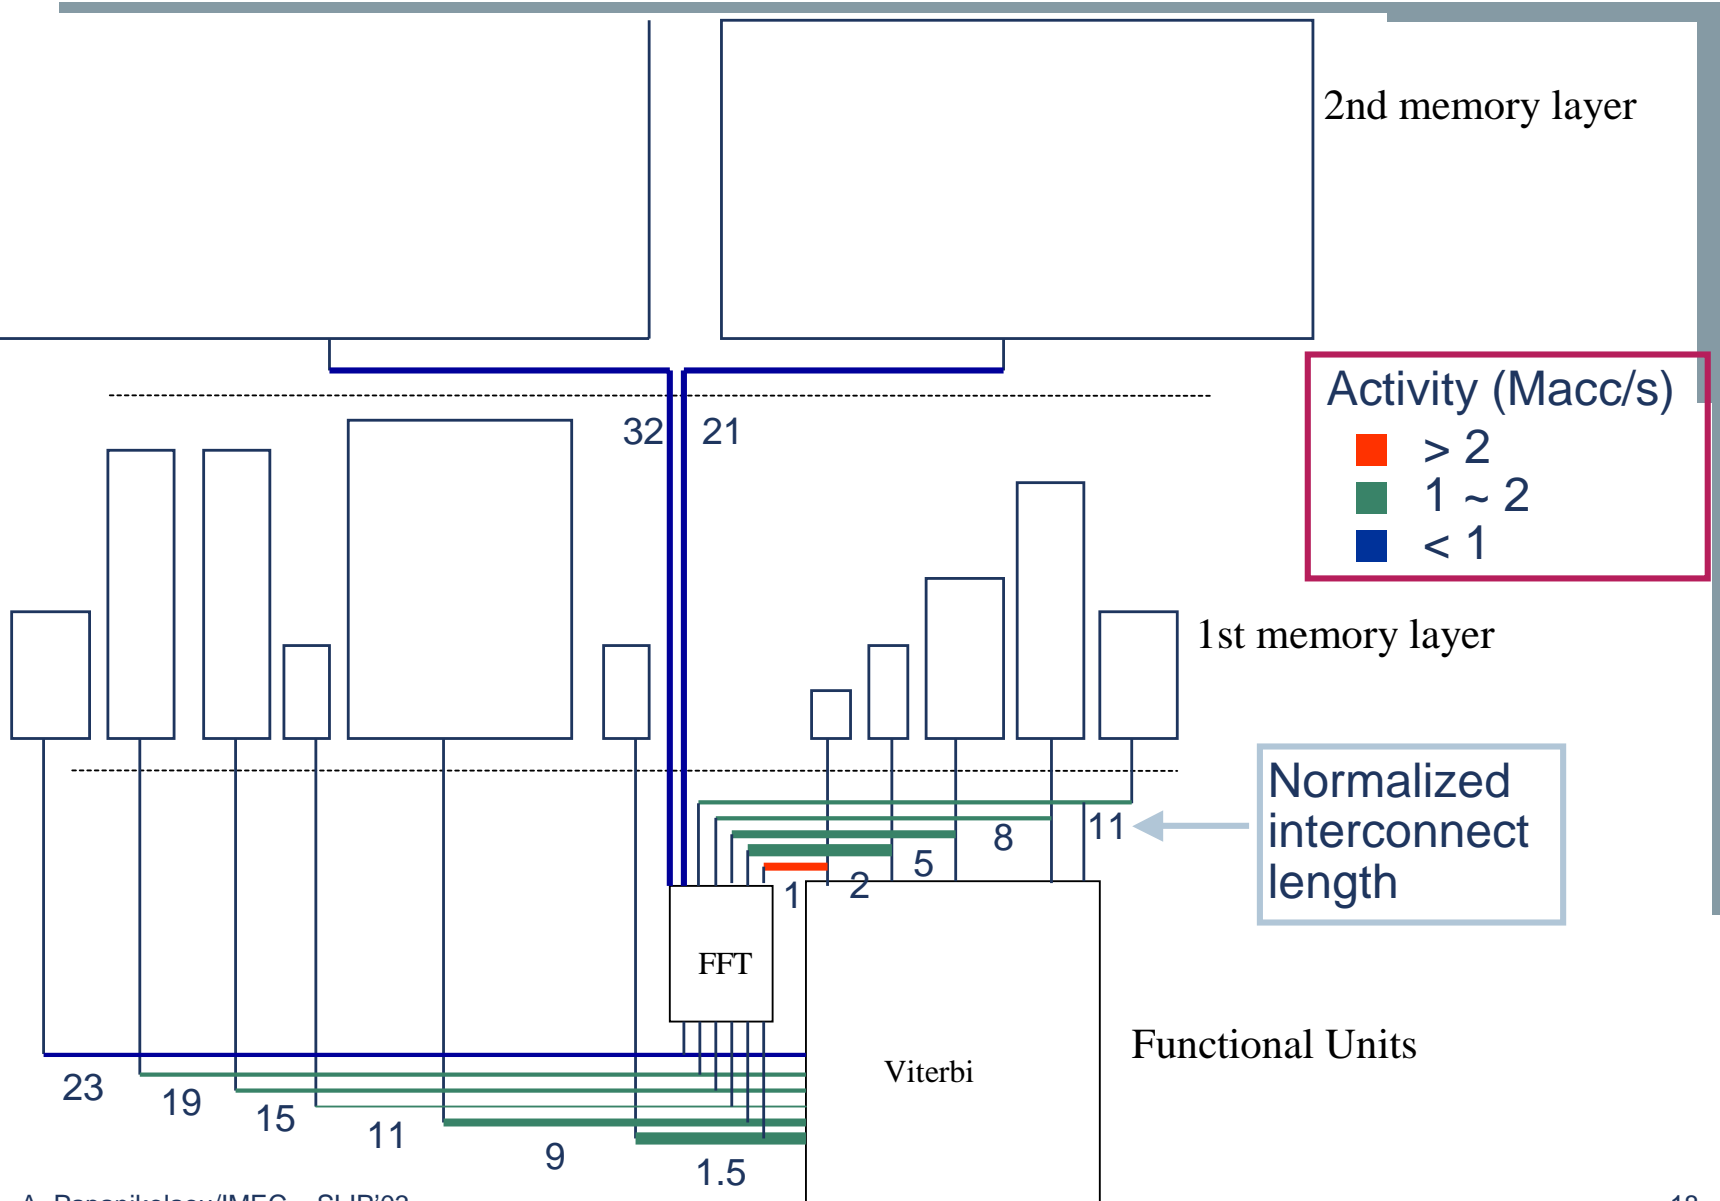 2nd memory layer
Activity (Macc/s)
> 2
1 ~ 2
< 1
32
21
1st memory layer
Normalized
interconnect
length
11
8
5
2
1
FFT
Functional Units
Viterbi
23
19
15
11
9
1.5